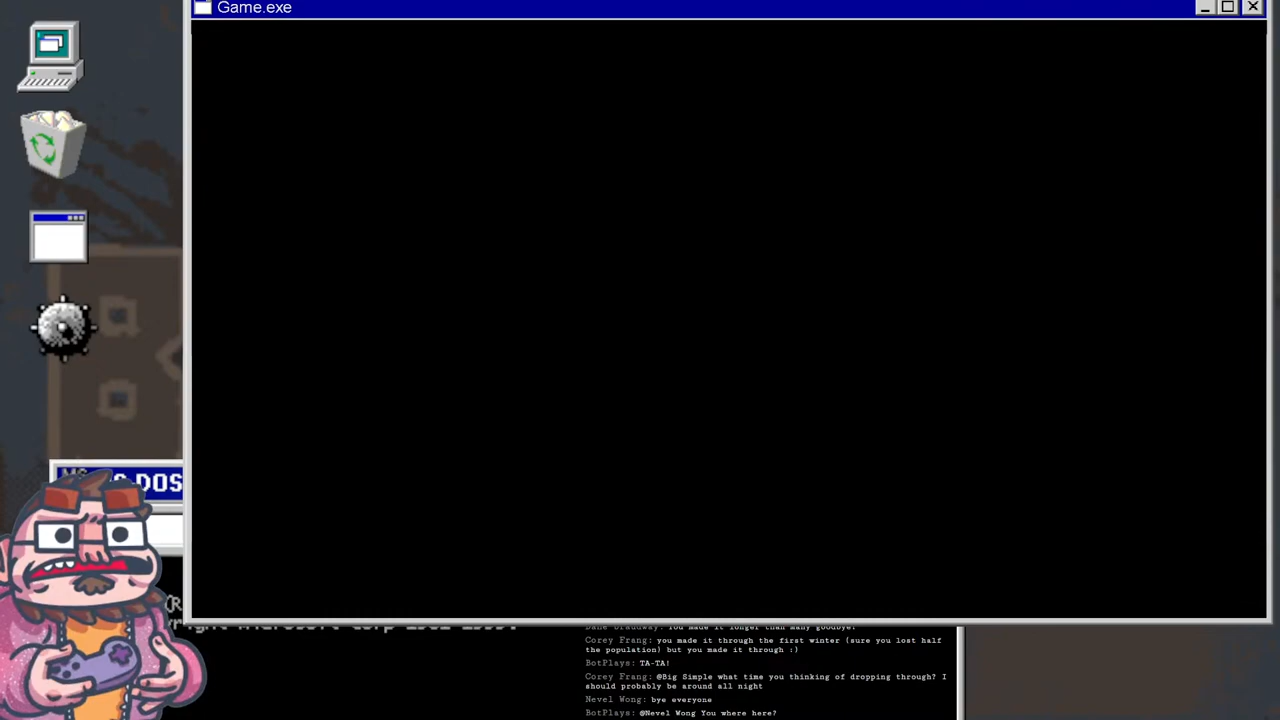 Game.exe
DOS
Corey Frang: you made it through the first winter (sure you lost half
the population) but you made it through :)
BotPlays: TA-TA!
Corey Frang: @Big Simple what time you thinking of dropping through? I
should probably be around all night
Nevel Wong: bye everyone
BotPlays: @Nevel Wong You where here?